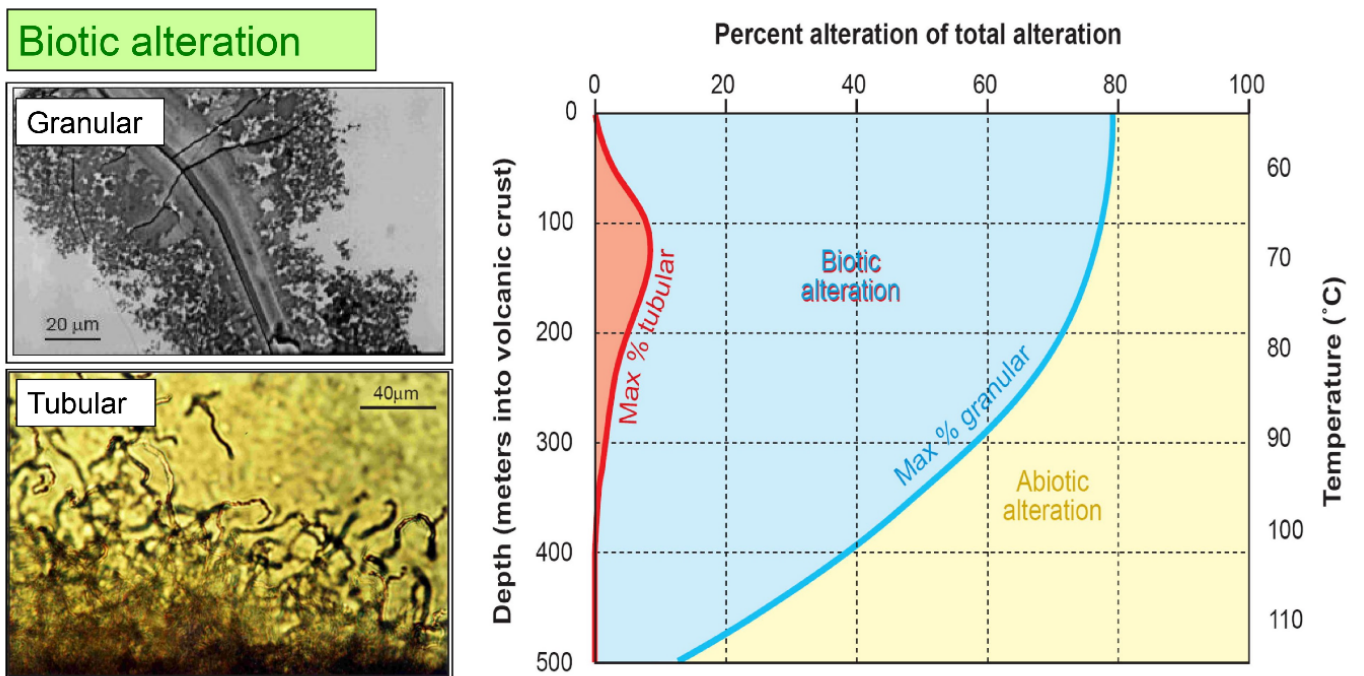 Biotic alteration
Granular
20 μm
Tubular
40μm
Percent alteration of total alteration
0 20 40 60 80 100
Depth (meters into volcanic crust)
0
100
200
300
400
500
Max % tubular
Biotic
alteration
Max % granular
Abiotic
alteration
60
70
80
90
100
110
Temperature (°C)